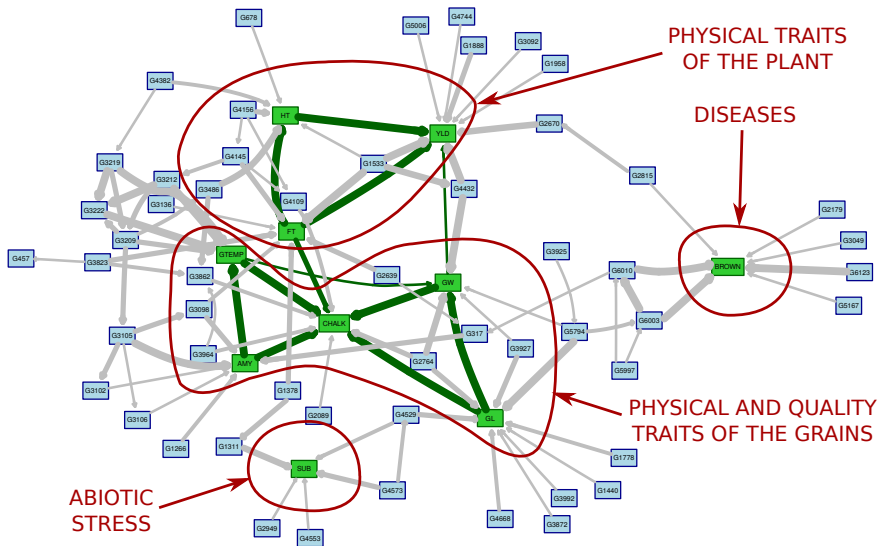 G678
G5006
G4744
G1888
G3092
G1958
PHYSICAL TRAITS
OF THE PLANT
DISEASES
G4382
G4156
HT
YLD
G2670
G3219
G4145
G1533
G2815
G3212
G3486
G4432
G3136
G4109
G3222
G2179
G3209
FT
G3049
G457
G3823
GTEMP
G3925
G3862
G2639
GW
G6010
BROWN
G6123
G3098
G5167
CHALK
G317
G5794
G6003
G3105
G3964
AMY
G2764
G3927
G5997
G3102
G1378
G3106
G2089
G4529
GL
PHYSICAL AND QUALITY
TRAITS OF THE GRAINS
G1266
G1311
SUB
G1778
ABIOTIC
STRESS
G4573
G1440
G3992
G2949
G4553
G4668
G3872